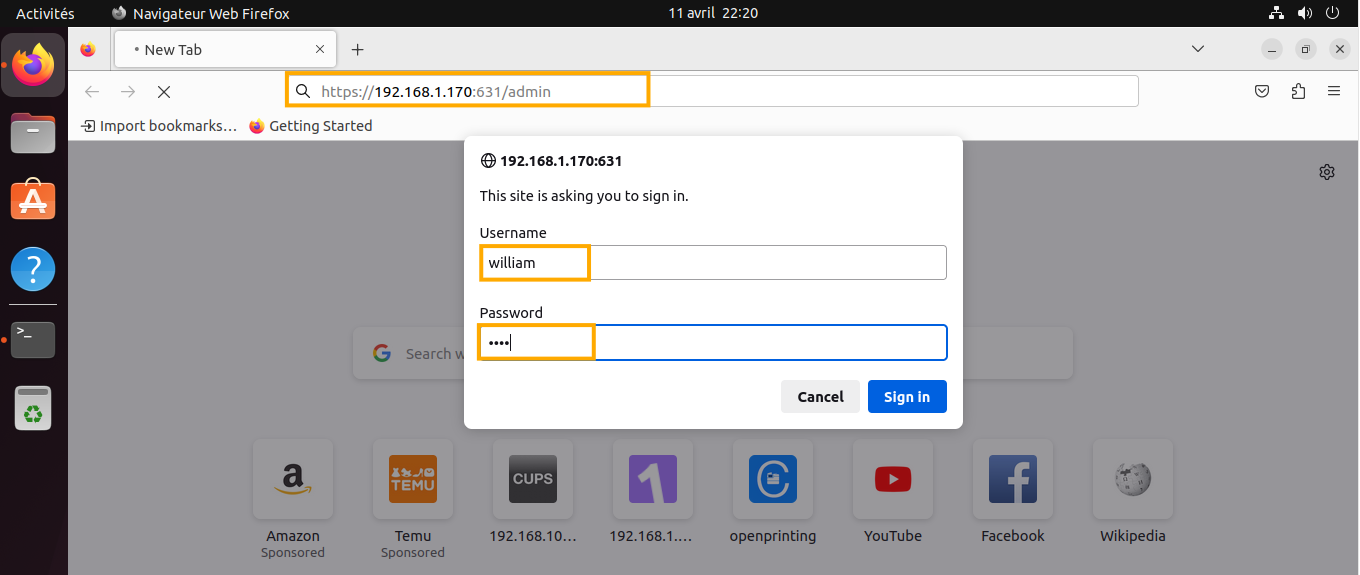 Activités
Navigateur Web Firefox
11 avril 22:20
New Tab
https://192.168.1.170:631/admin
Import bookmarks…
Getting Started
192.168.1.170:631
This site is asking you to sign in.
Username
william
Password
••••
Cancel
Sign in
Search w
a
TEMU
CUPS
1
Amazon
Sponsored
Temu
Sponsored
192.168.10…
192.168.1.…
openprinting
YouTube
Facebook
Wikipedia